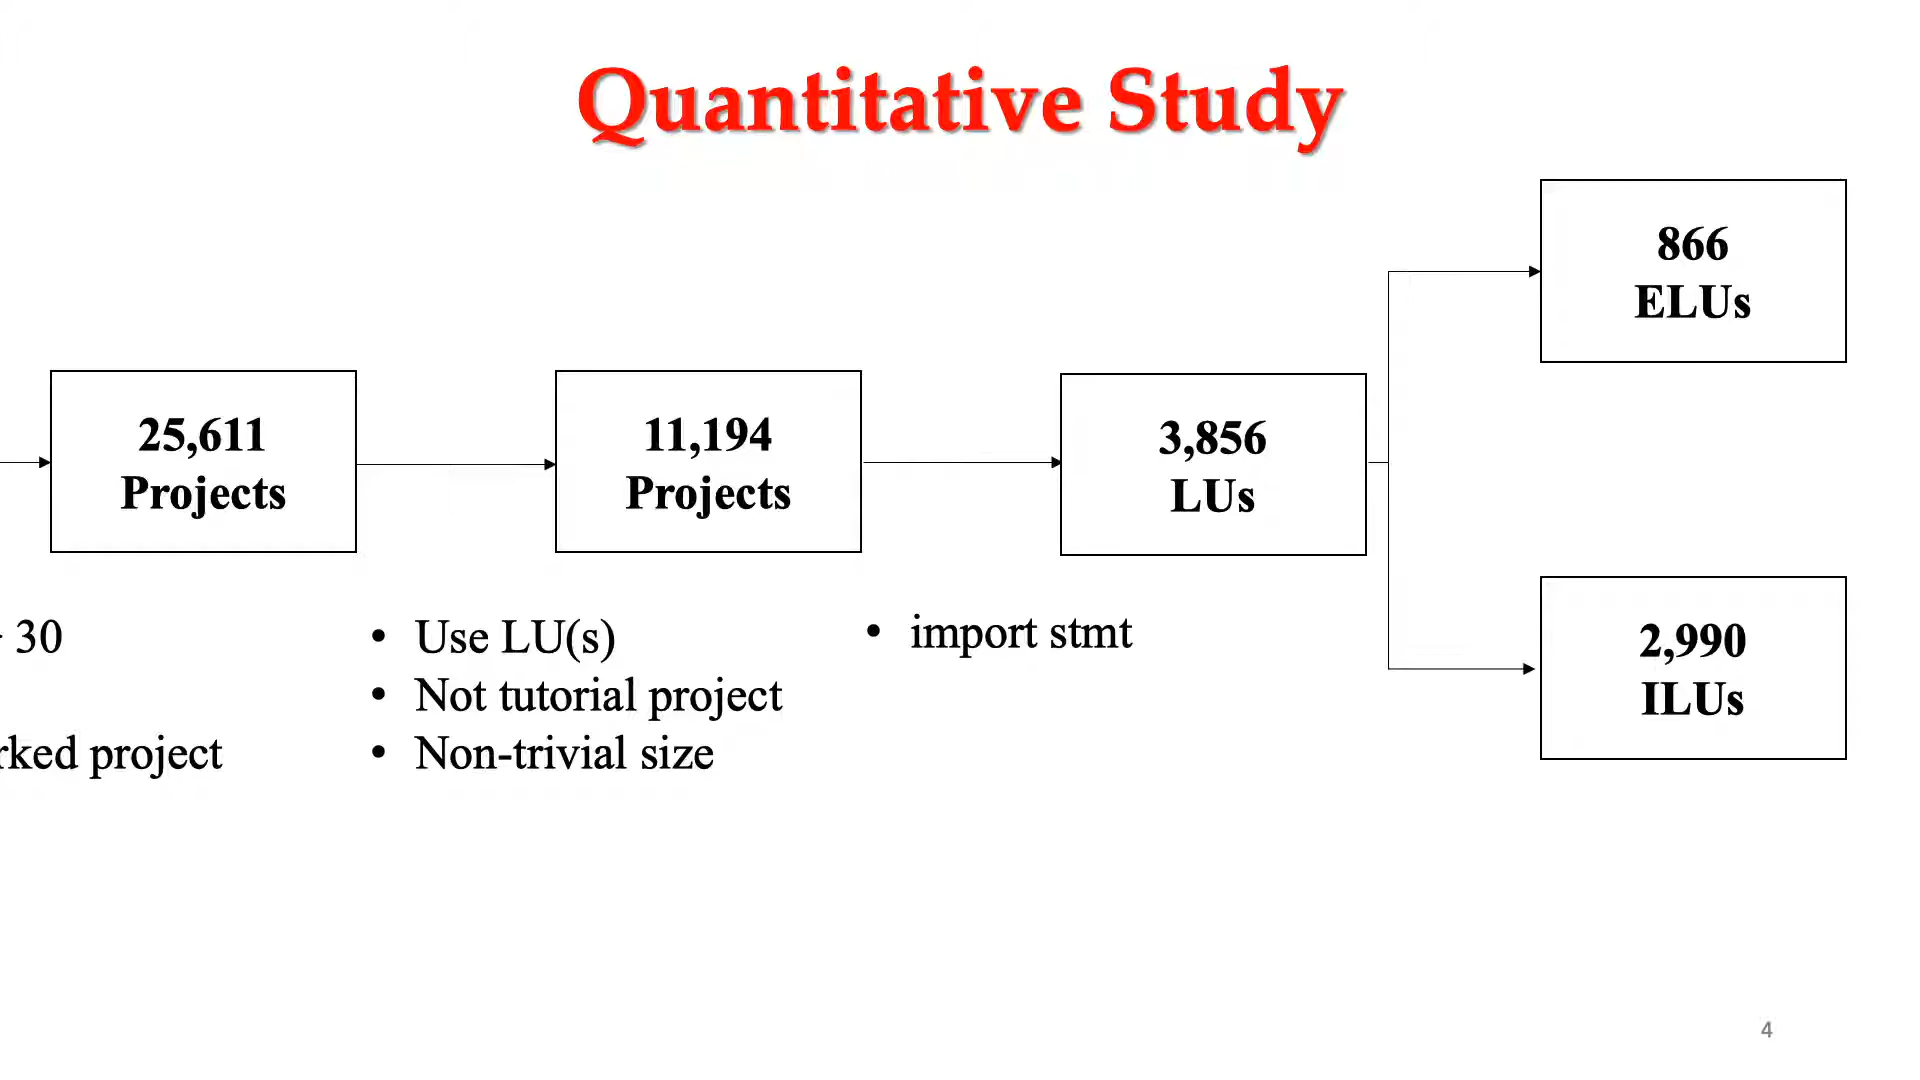 Quantitative Study
866
ELUs
25,611
Projects
11,194
Projects
3,856
LUs
2,990
ILUs
30
project
• Use LU(s)
• Not tutorial project
• Non-trivial size
• import stmt
4